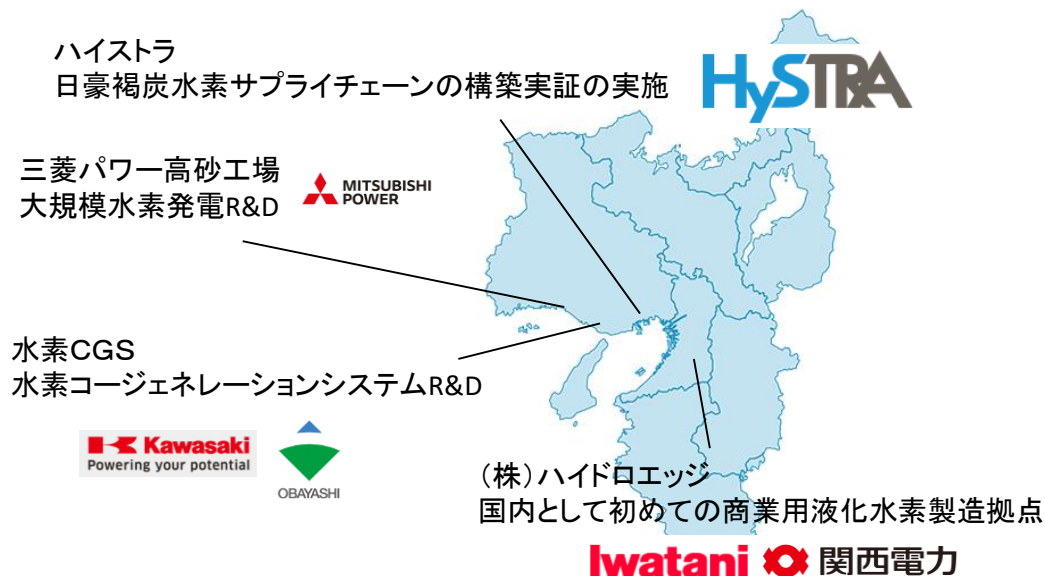 ハイストラ
日豪褐炭水素サプライチェーンの構築実証の実施
HySTRA
三菱パワー高砂工場
大規模水素発電R&D
MITSUBISHI
POWER
水素CGS
水素コージェネレーションシステムR&D
Kawasaki
Powering your potential
OBAYASHI
（株）ハイドロエッジ
国内として初めての商業用液化水素製造拠点
Iwatani 関西電力